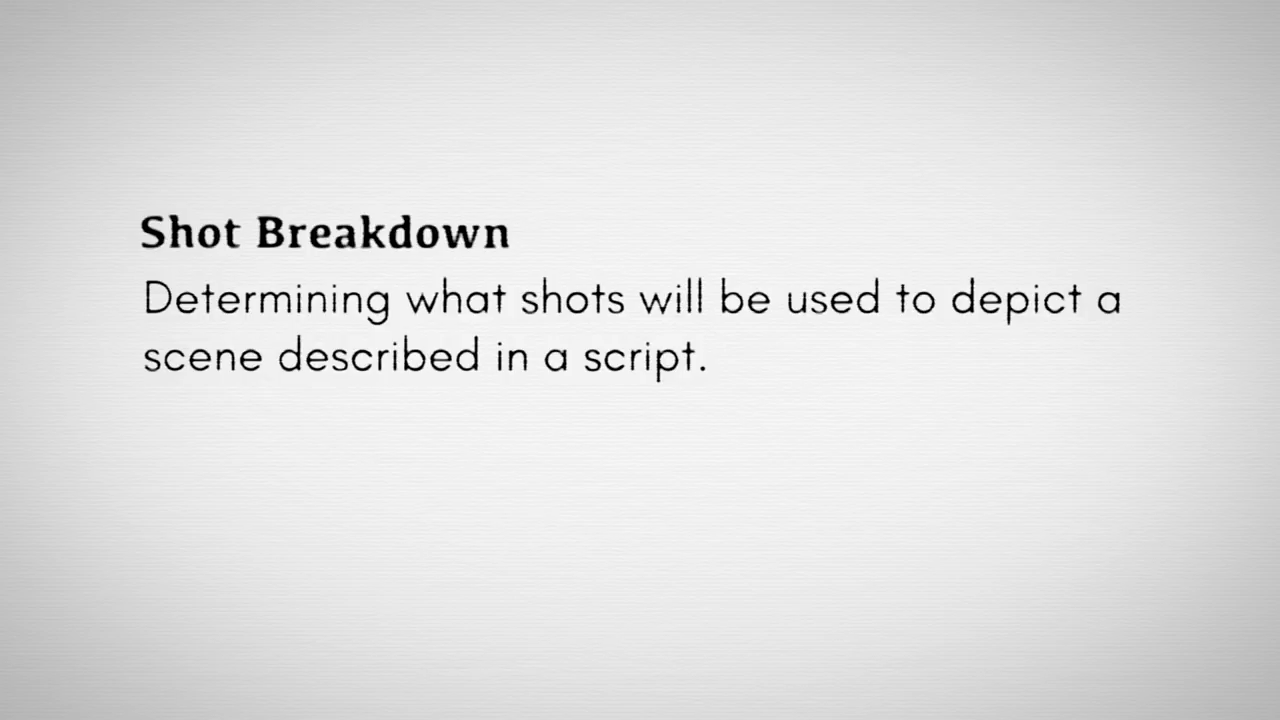 Shot Breakdown
Determining what shots will be used to depict a
scene described in a script.